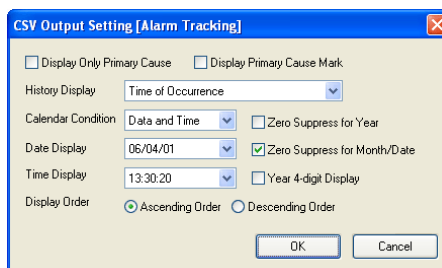 CSV Output Setting [Alarm Tracking]
Display Only Primary Cause Display Primary Cause Mark
History Display Time of Occurrence
Calendar Condition Data and Time Zero Suppress for Year
Date Display 06/04/01 Zero Suppress for Month/Date
Time Display 13:30:20 Year 4-digit Display
Display Order Ascending Order Descending Order
OK Cancel